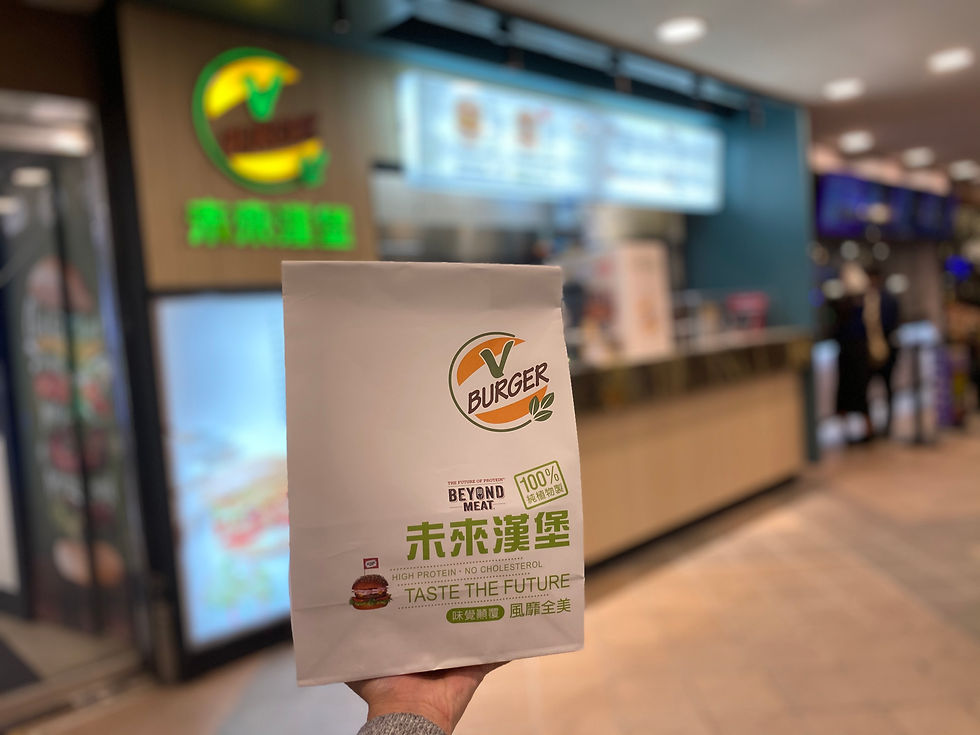 V
BURGER
未來漢堡
V
BURGER
THE FUTURE OF PROTEIN
BEYOND
MEAT
100%
純植物製
未來漢堡
HIGH PROTEIN・NO CHOLESTEROL
TASTE THE FUTURE
味覺顛覆 風靡全美